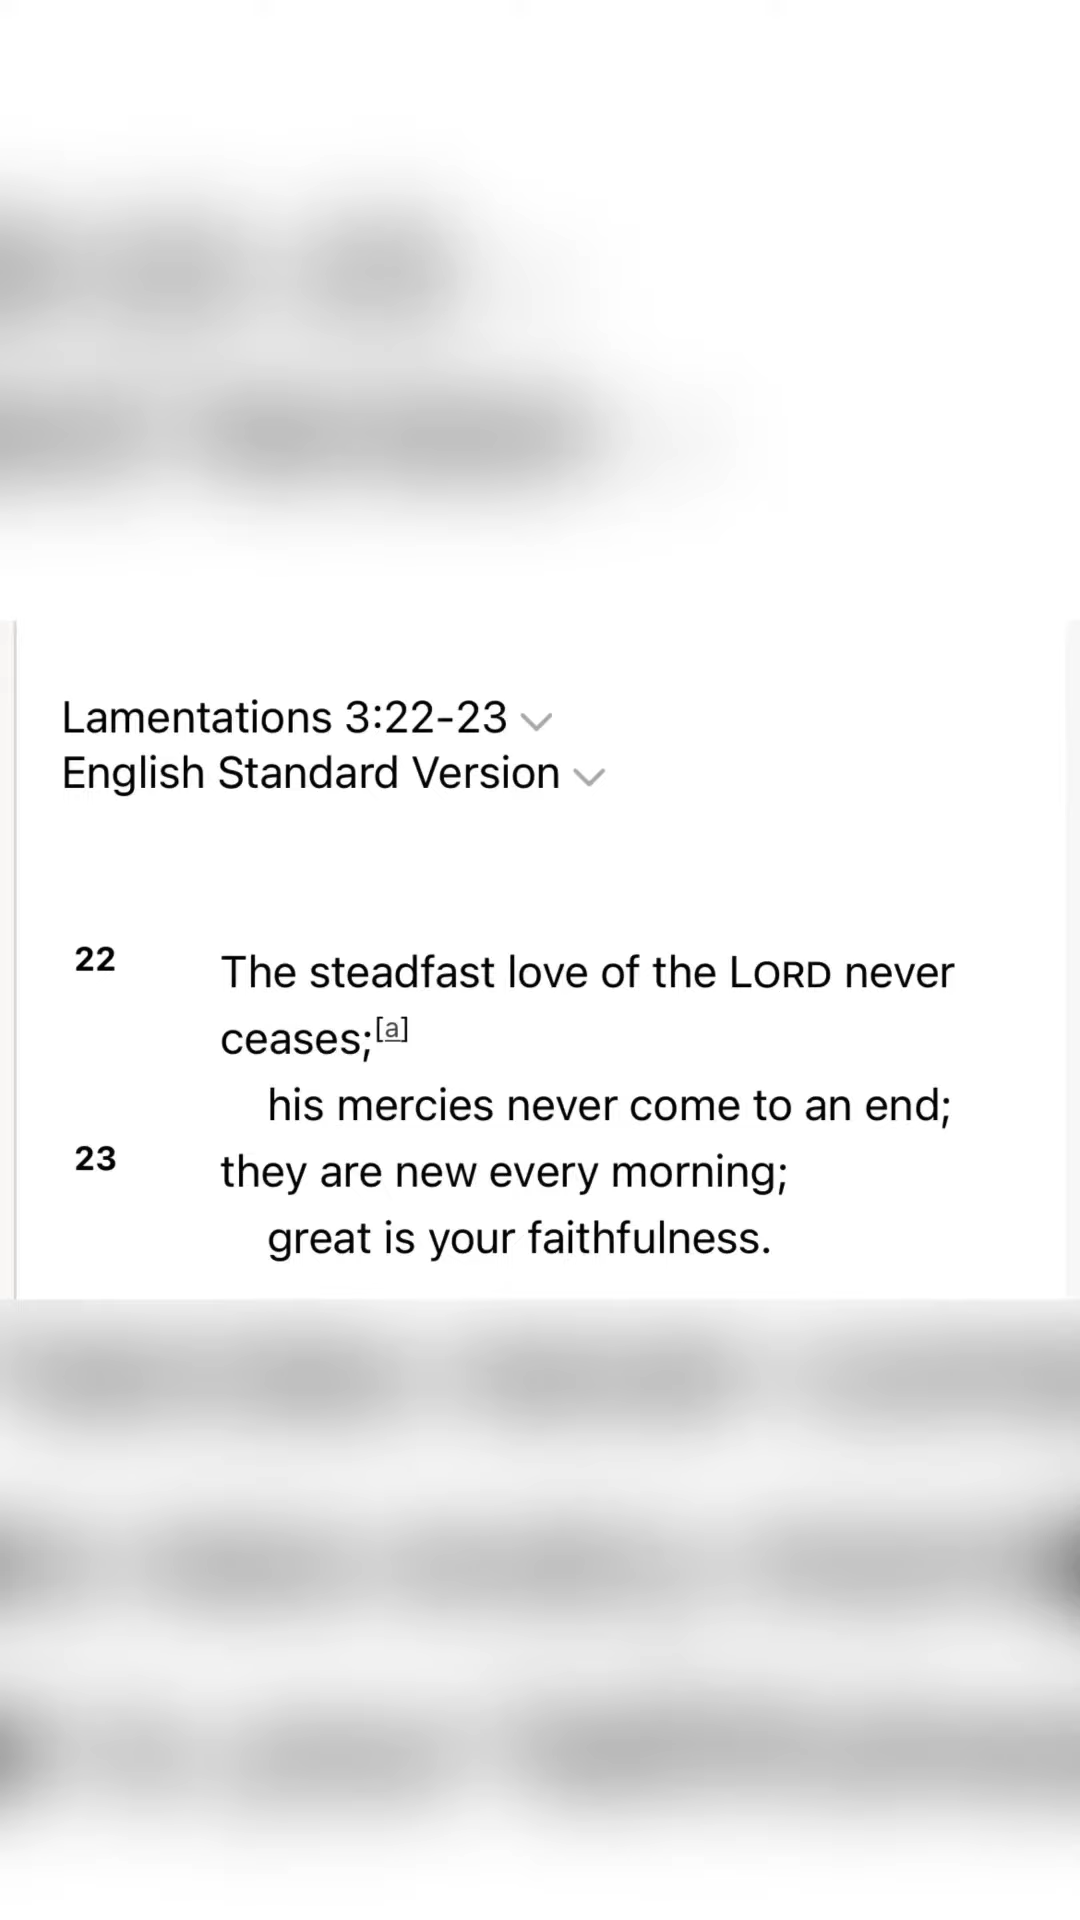 Lamentations 3:22-23
English Standard Version
22 The steadfast love of the LORD never
ceases;[a]
his mercies never come to an end;
23 they are new every morning;
great is your faithfulness.